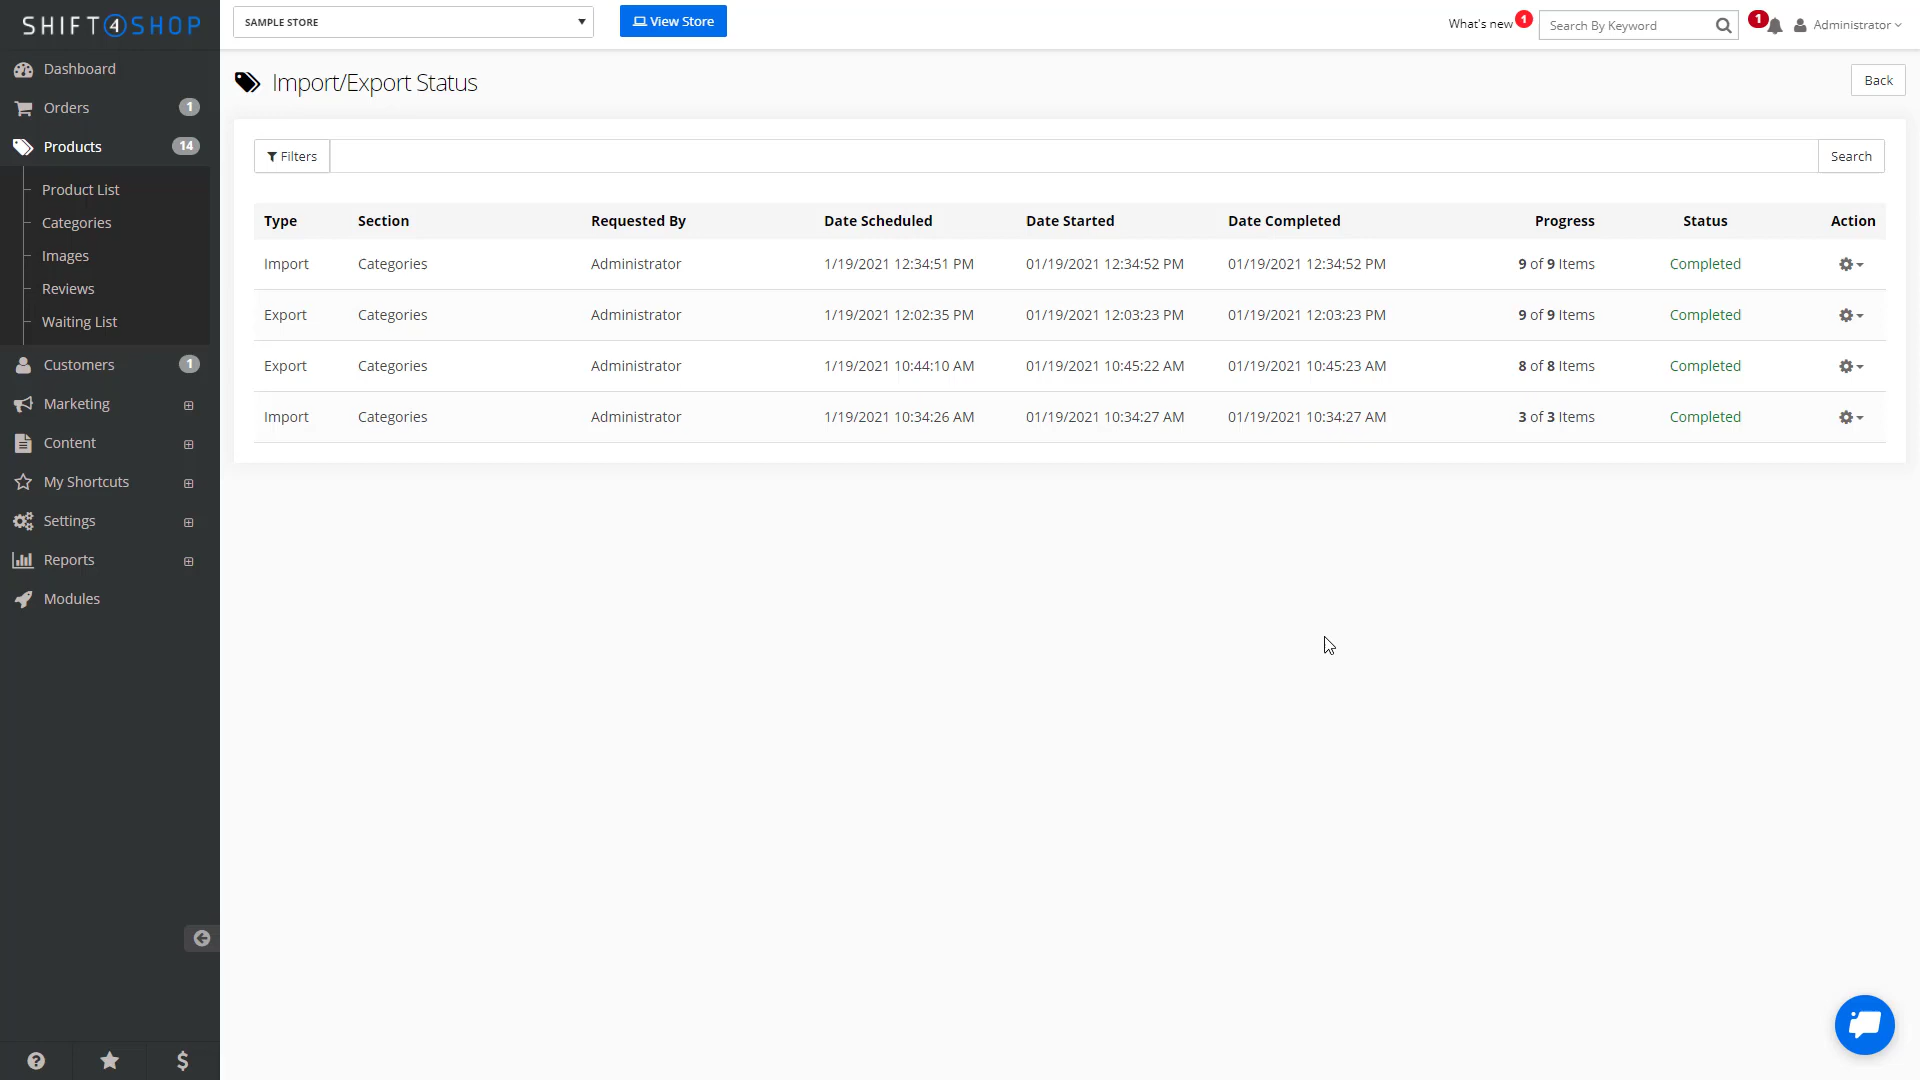 SHIFT4SHOP
SAMPLE STORE
View Store
What's new 1
Search By Keyword
1
Administrator
Dashboard
Orders 1
Products 14
Product List
Categories
Images
Reviews
Waiting List
Customers 1
Marketing
Content
My Shortcuts
Settings
Reports
Modules
Import/Export Status
Back
Filters
Search
Type Section Requested By Date Scheduled Date Started Date Completed Progress Status Action
Import Categories Administrator 1/19/2021 12:34:51 PM 01/19/2021 12:34:52 PM 01/19/2021 12:34:52 PM 9 of 9 Items Completed
Export Categories Administrator 1/19/2021 12:02:35 PM 01/19/2021 12:03:23 PM 01/19/2021 12:03:23 PM 9 of 9 Items Completed
Export Categories Administrator 1/19/2021 10:44:10 AM 01/19/2021 10:45:22 AM 01/19/2021 10:45:23 AM 8 of 8 Items Completed
Import Categories Administrator 1/19/2021 10:34:26 AM 01/19/2021 10:34:27 AM 01/19/2021 10:34:27 AM 3 of 3 Items Completed